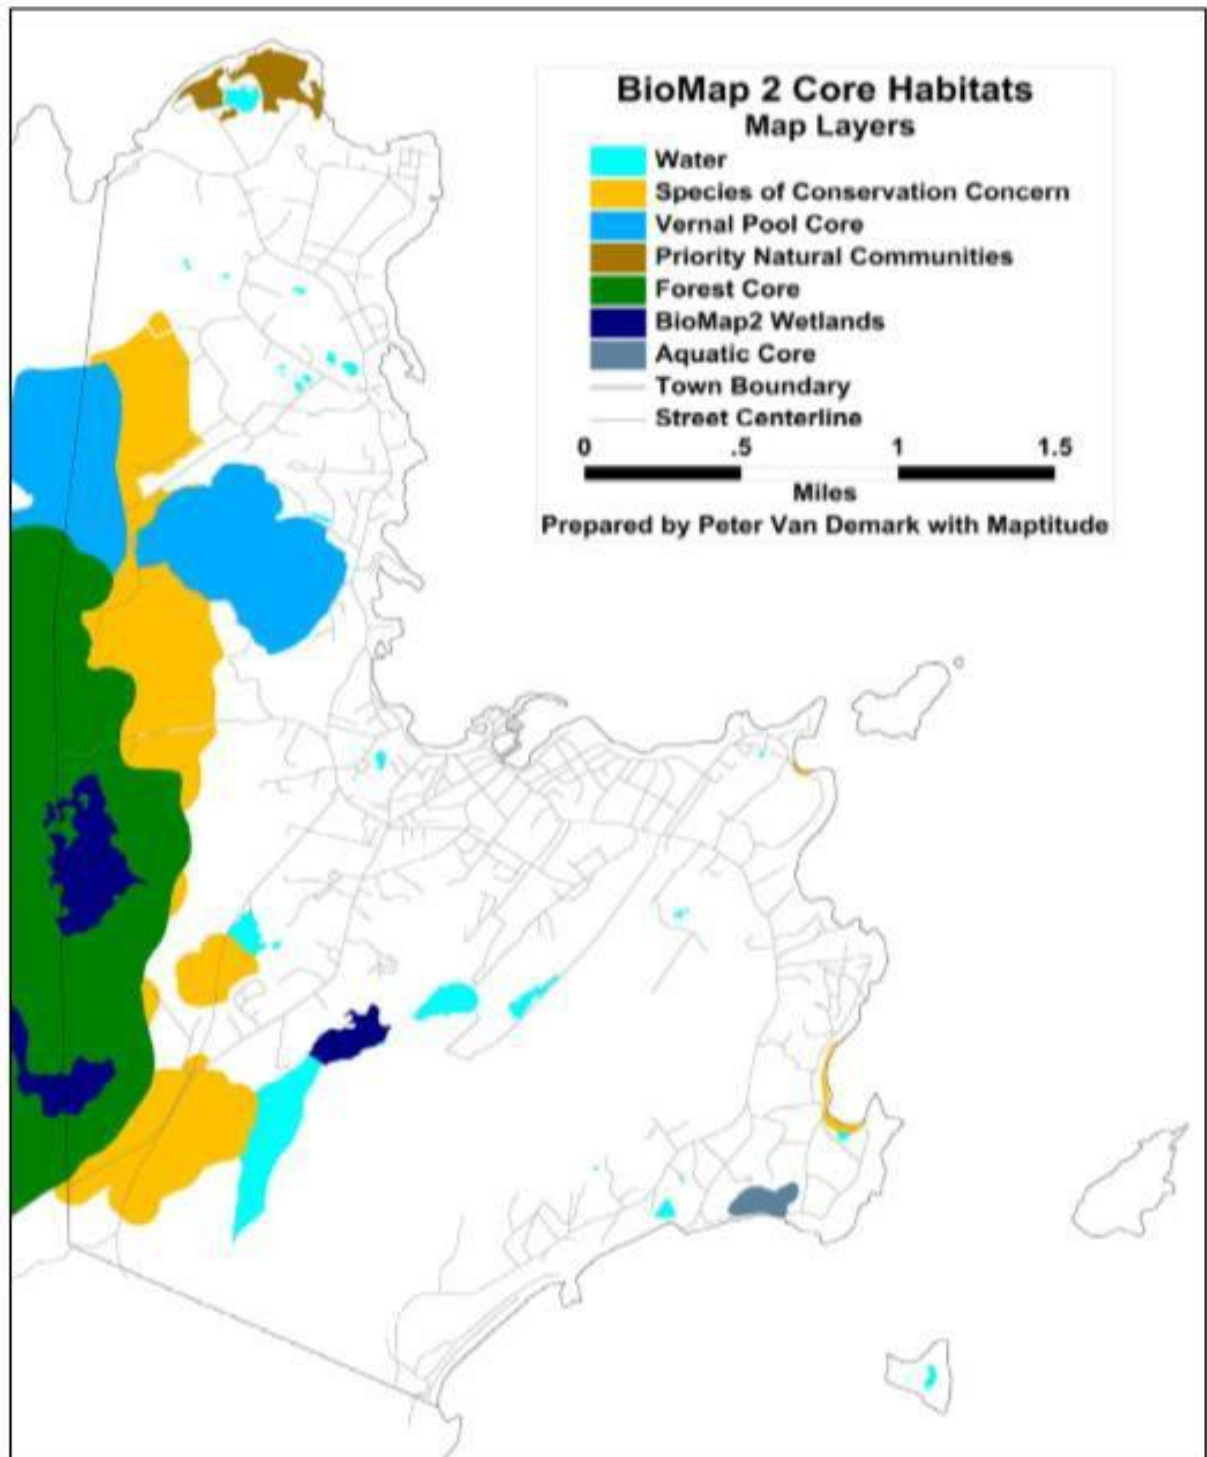 BioMap 2 Core Habitats
Map Layers
Water
Species of Conservation Concern
Vernal Pool Core
Priority Natural Communities
Forest Core
BioMap2 Wetlands
Aquatic Core
Town Boundary
Street Centerline
0 .5 1 1.5
Miles
Prepared by Peter Van Demark with Maptitude